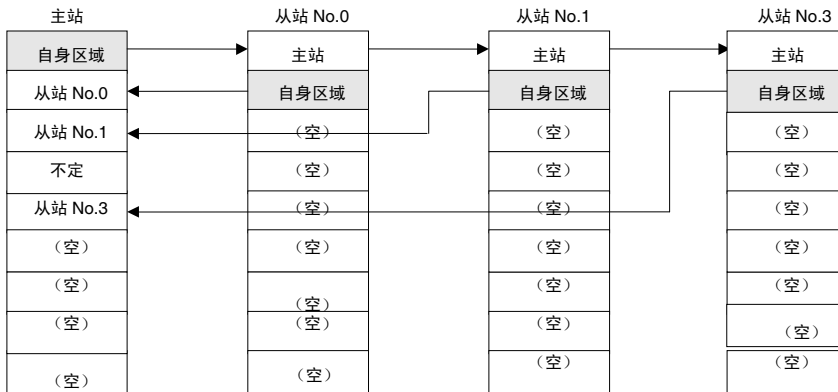 主站 从站 No.0 从站 No.1 从站 No.3
自身区域 主站 主站 主站
从站 No.0 自身区域 自身区域 自身区域
从站 No.1 （空） （空） （空）
不定 （空） （空） （空）
从站 No.3 （空） （空） （空）
（空） （空） （空） （空）
（空） （空） （空） （空）
（空） （空） （空） （空）
（空） （空） （空） （空）